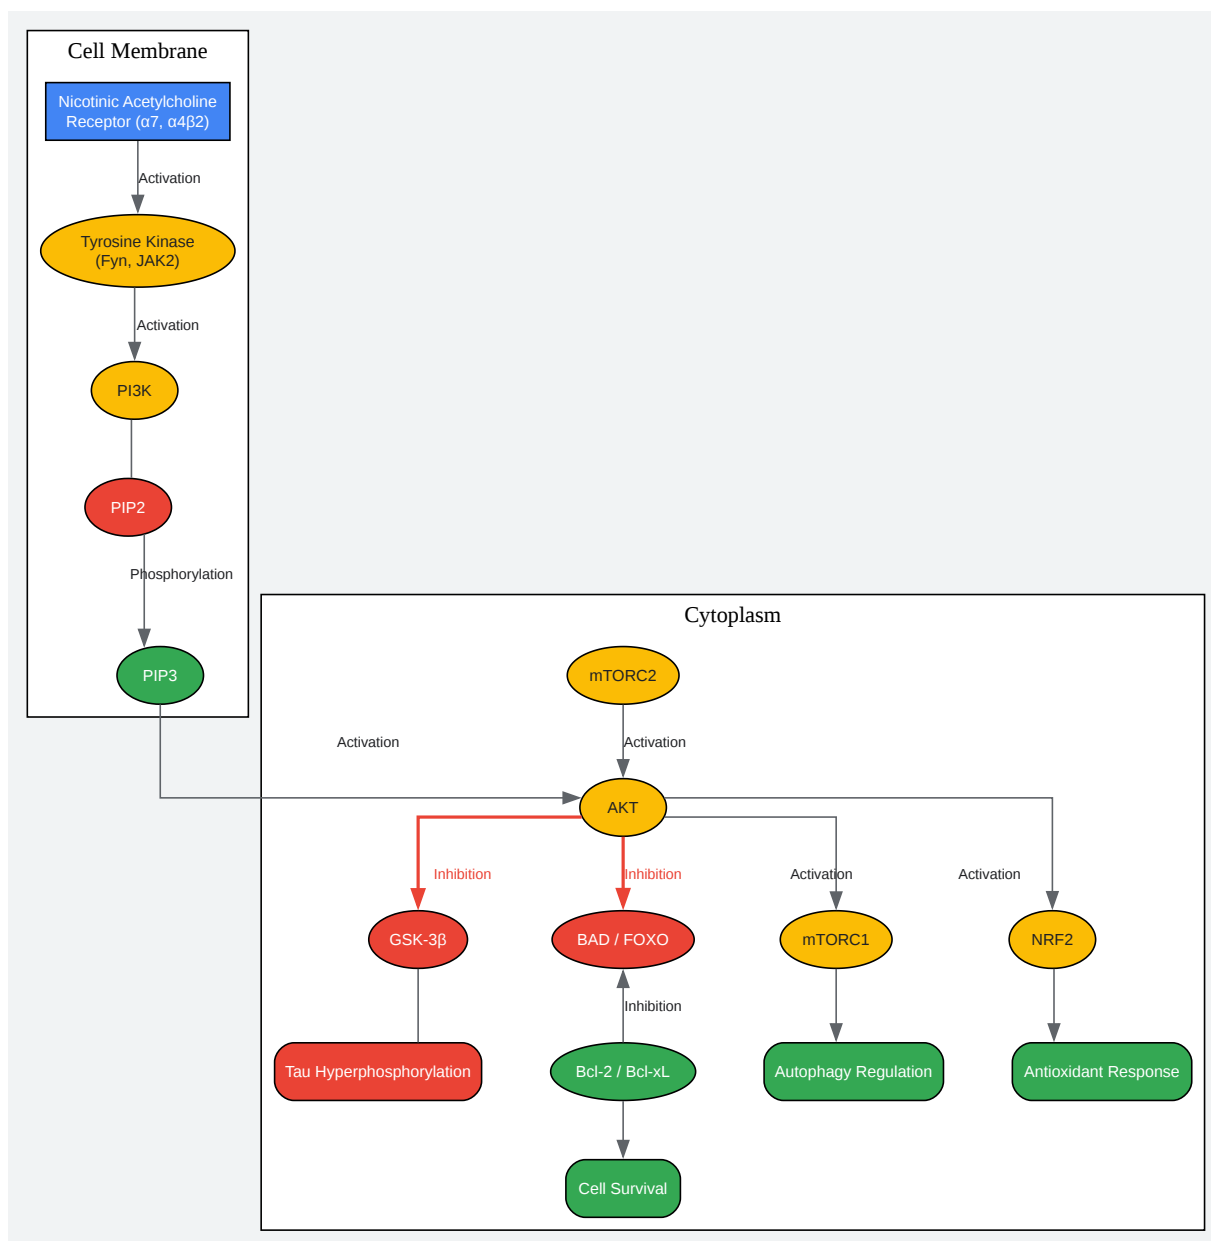 Cell Membrane
Nicotinic Acetylcholine
Receptor (α7, α4β2)
Activation
Tyrosine Kinase
(Fyn, JAK2)
Activation
PI3K
PIP2
Phosphorylation
PIP3
Cytoplasm
mTORC2
Activation
Activation
AKT
Inhibition
Inhibition
Activation
Activation
GSK-3β
BAD / FOXO
mTORC1
NRF2
Inhibition
Tau Hyperphosphorylation
Bcl-2 / Bcl-xL
Autophagy Regulation
Antioxidant Response
Cell Survival